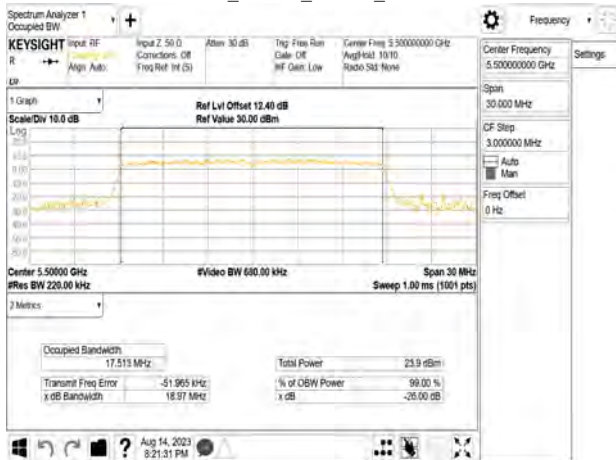 Spectrum Analyzer 1
Occupied BW
Frequency
KEYSIGHT
R
Input: RF
Align: Auto
Input Z: 50 Ω
Corrections: Off
Freq Ref: Int (S)
Atten: 30 dB
Trig: Free Run
Gate: Off
IF Gain: Low
Center Freq: 5.500000000 GHz
Avg|Hold: 10/10
Radio Std: None
Center Frequency
5.500000000 GHz
Settings
Span
30.000 MHz
CF Step
3.000000 MHz
Auto
Man
Freq Offset
0 Hz
1 Graph
Scale/Div 10.0 dB
Ref Lvl Offset 12.40 dB
Ref Value 30.00 dBm
Log
Center 5.50000 GHz
#Res BW 220.00 kHz
#Video BW 680.00 kHz
Span 30 MHz
Sweep 1.00 ms (1001 pts)
2 Metrics
Occupied Bandwidth
17.513 MHz
Total Power 23.9 dBm
Transmit Freq Error -51.965 kHz
% of OBW Power 99.00 %
x dB Bandwidth 18.97 MHz
x dB -26.00 dB
Aug 14, 2023
8:21:31 PM